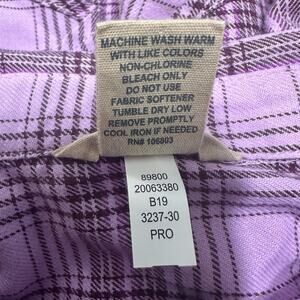 MACHINE WASH WARM
WITH LIKE COLORS
NON-CHLORINE
BLEACH ONLY
DO NOT USE
FABRIC SOFTENER
TUMBLE DRY LOW
REMOVE PROMPTLY
COOL IRON IF NEEDED
RN# 106803
89800
20063380
B19
3237-30
PRO